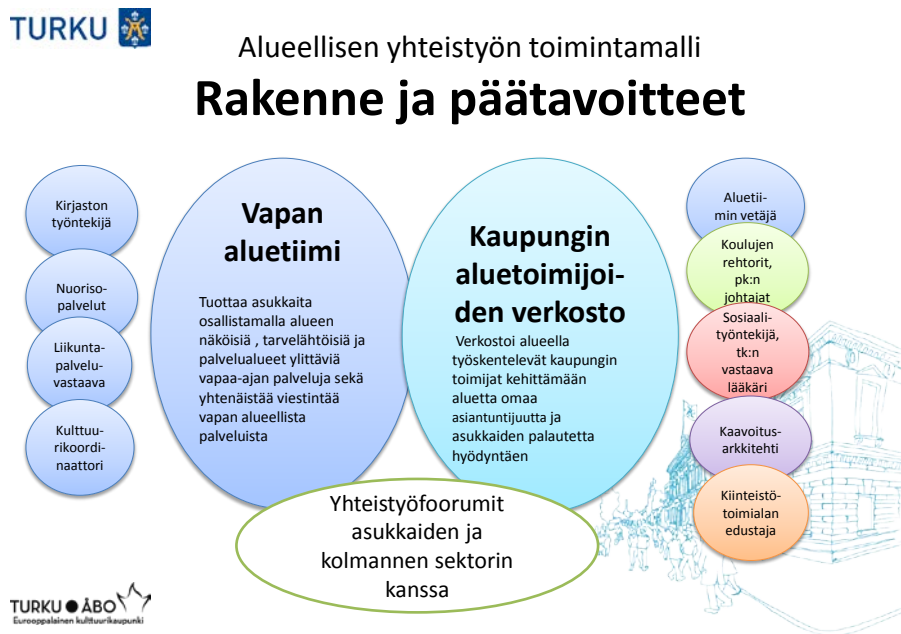 TURKU
Alueellisen yhteistyön toimintamalli
Rakenne ja päätavoitteet
Kirjaston
työntekijä
Nuoriso-
palvelut
Liikunta-
palvelu-
vastaava
Kulttuu-
rikoordi-
naattori
Vapan
aluetiimi
Tuottaa asukkaita
osallistamalla alueen
näköisiä , tarvelähtöisiä ja
palvelualueet ylittäviä
vapaa-ajan palveluja sekä
yhtenäistää viestintää
vapan alueellista
palveluista
Kaupungin
aluetoimijoi-
den verkosto
Verkostoi alueella
työskentelevät kaupungin
toimijat kehittämään
aluetta omaa
asiantuntijuutta ja
asukkaiden palautetta
hyödyntäen
Aluetii-
min vetäjä
Koulujen
rehtorit,
pk:n
johtajat
Sosiaali-
työntekijä,
tk:n
vastaava
lääkäri
Kaavoitus-
arkkitehti
Kiinteistö-
toimialan
edustaja
Yhteistyöfoorumit
asukkaiden ja
kolmannen sektorin
kanssa
TURKU ● ÅBO
Eurooppalainen kulttuurikaupunki